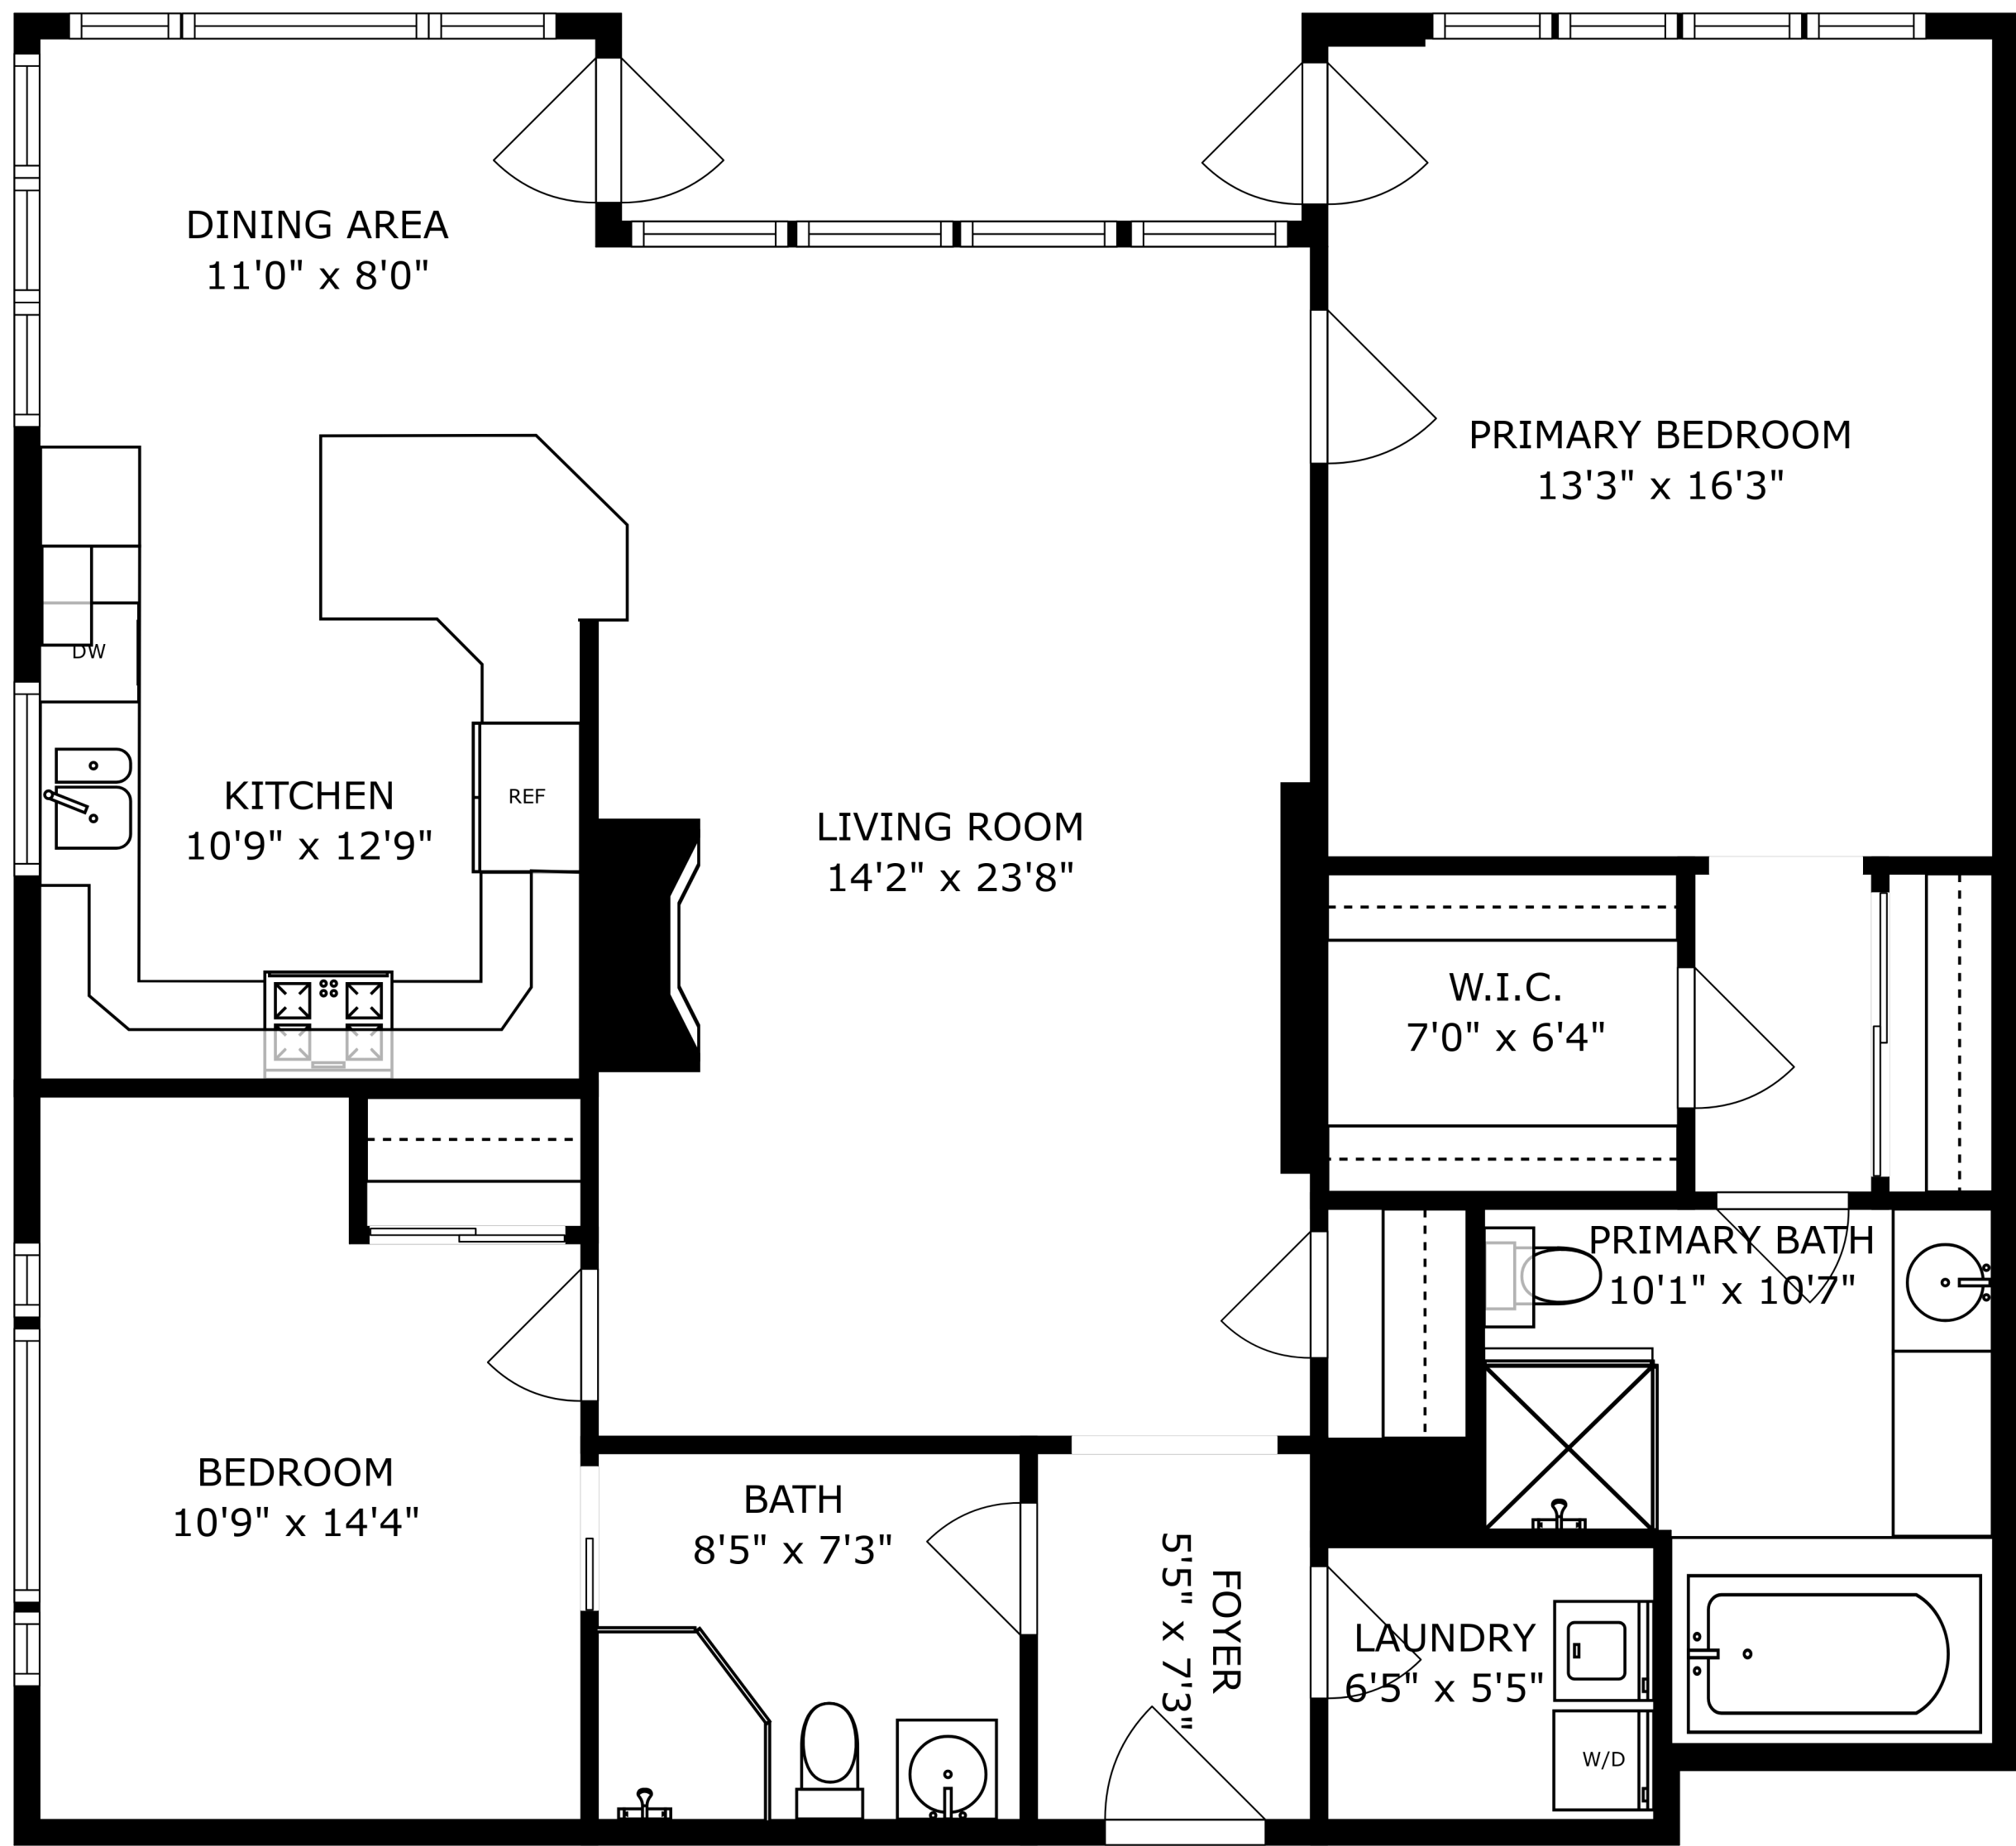 DINING AREA
11'0" x 8'0"
PRIMARY BEDROOM
13'3" x 16'3"
DW
KITCHEN
10'9" x 12'9"
REF
LIVING ROOM
14'2" x 23'8"
W.I.C.
7'0" x 6'4"
PRIMARY BATH
10'1" x 10'7"
BEDROOM
10'9" x 14'4"
BATH
8'5" x 7'3"
FOYER
5'5" x 7'3"
LAUNDRY
6'5" x 5'5"
W/D